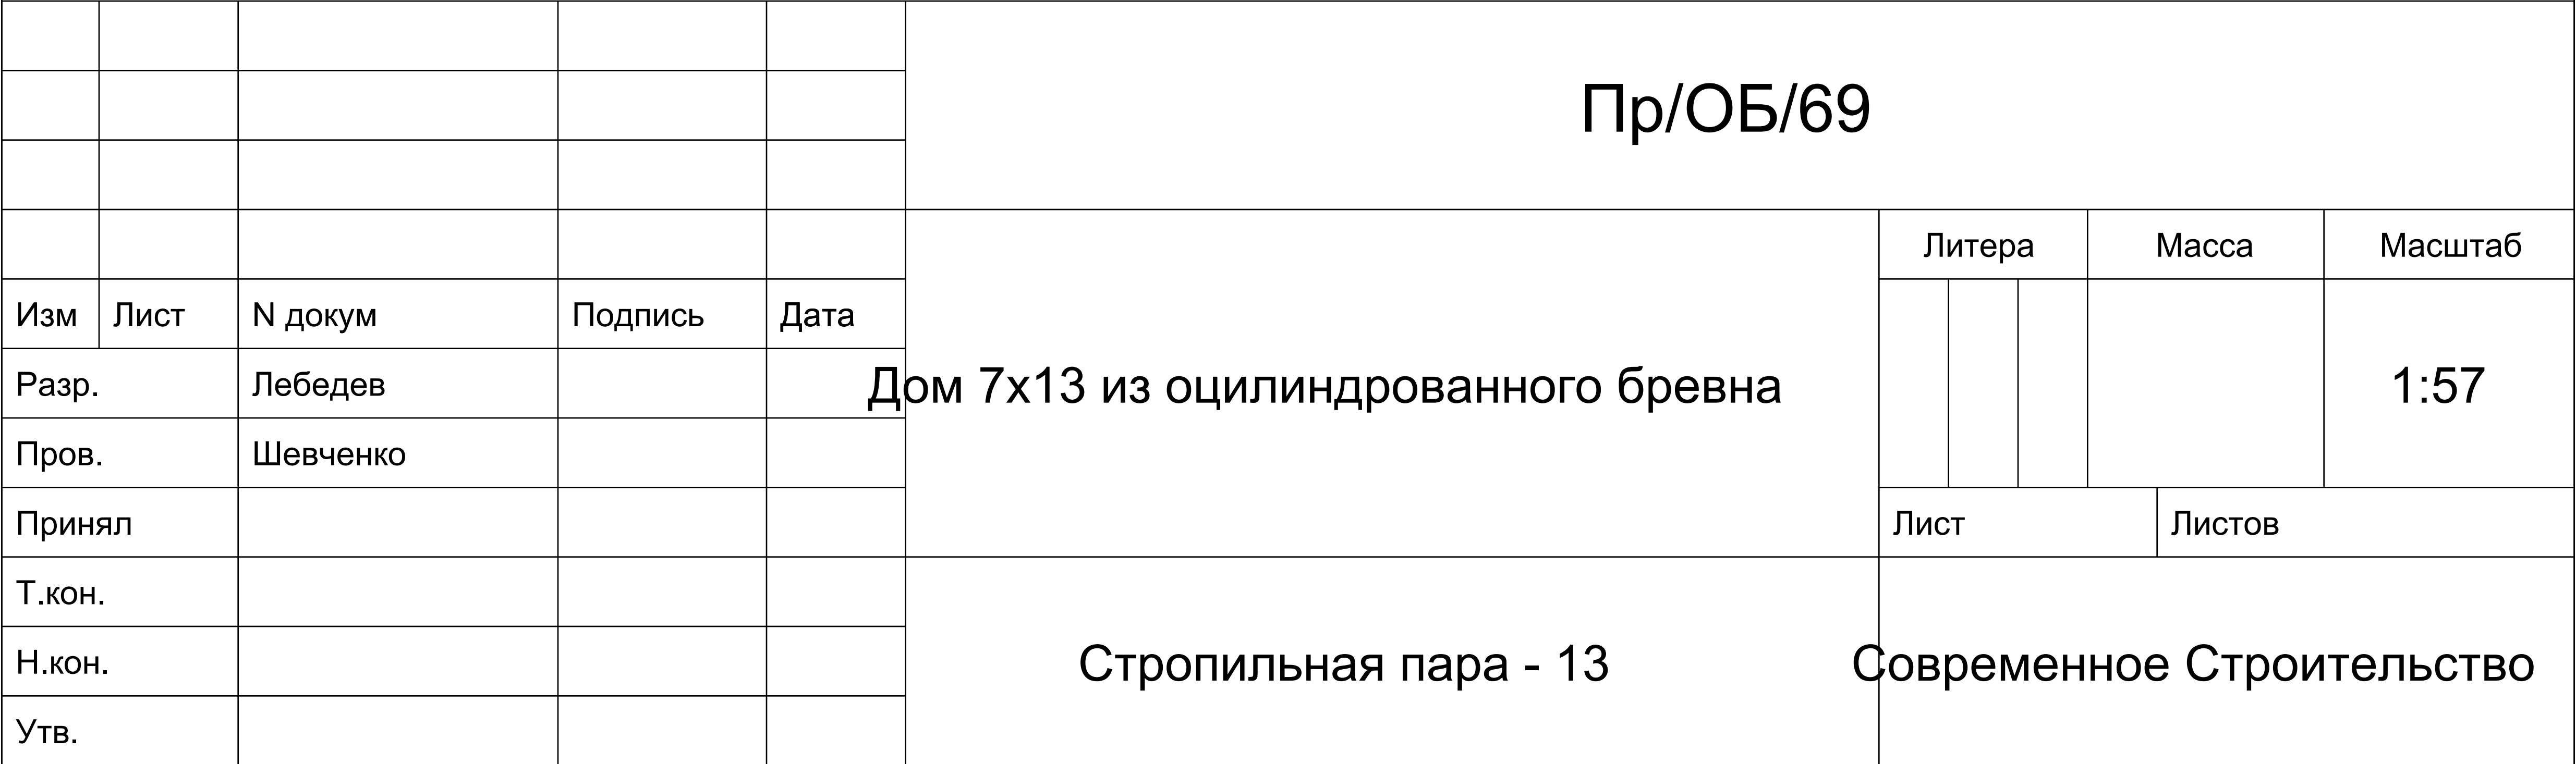 Пр/ОБ/69
Литера Масса Масштаб
Изм Лист N докум Подпись Дата
Разр. Лебедев
Дом 7х13 из оцилиндрованного бревна
1:57
Пров. Шевченко
Принял
Лист Листов
Т.кон.
Н.кон.
Стропильная пара - 13
Современное Строительство
Утв.